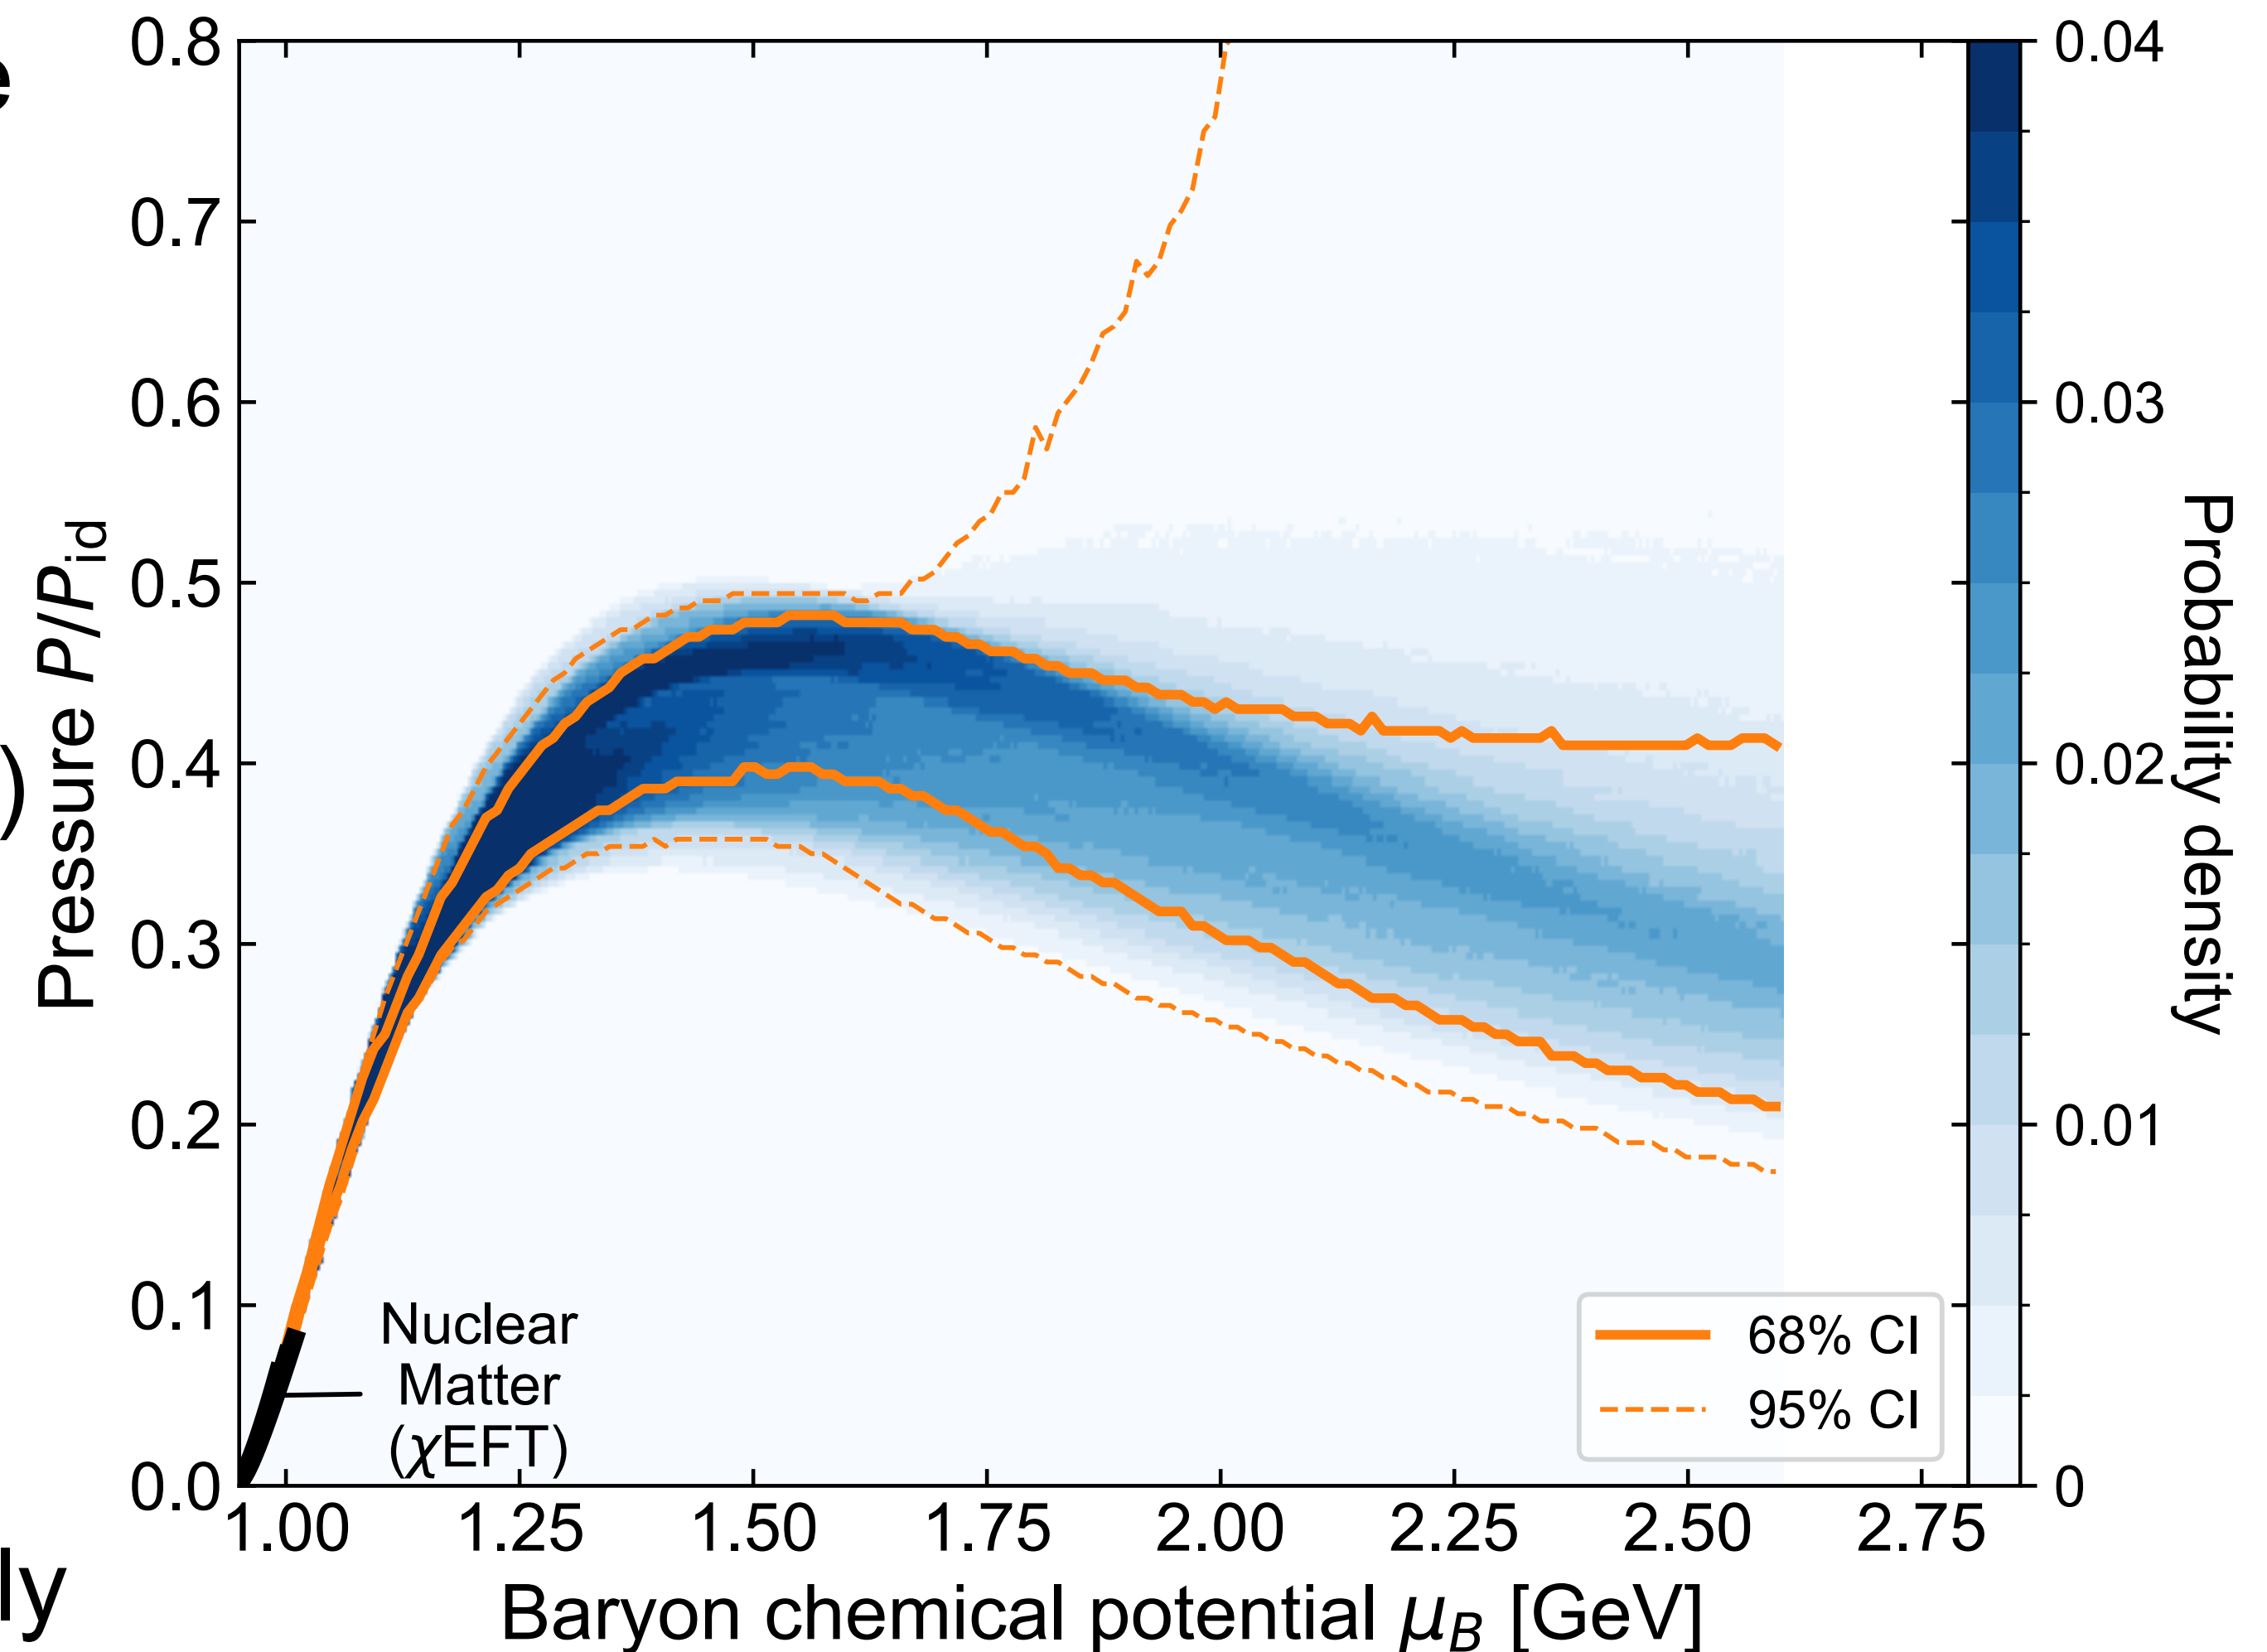 e
)
ly
Pressure P/P_id
0.8
0.7
0.6
0.5
0.4
0.3
0.2
0.1
0.0
Nuclear
Matter
(χEFT)
68% CI
95% CI
1.00 1.25 1.50 1.75 2.00 2.25 2.50 2.75
Baryon chemical potential μ_B [GeV]
0.04
0.03
0.02
0.01
0
Probability density